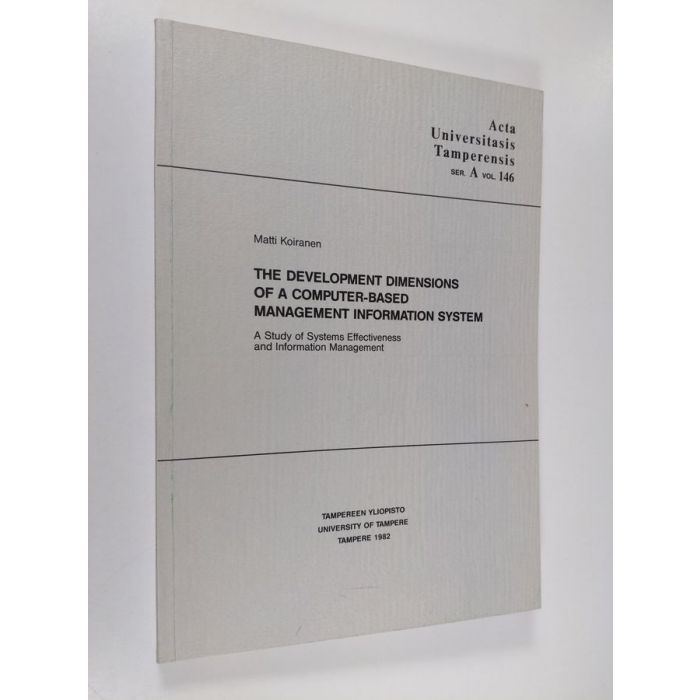 Acta
Universitasis
Tamperensis
SER. A VOL. 146
Matti Koiranen
THE DEVELOPMENT DIMENSIONS
OF A COMPUTER-BASED
MANAGEMENT INFORMATION SYSTEM
A Study of Systems Effectiveness
and Information Management
TAMPEREEN YLIOPISTO
UNIVERSITY OF TAMPERE
TAMPERE 1982